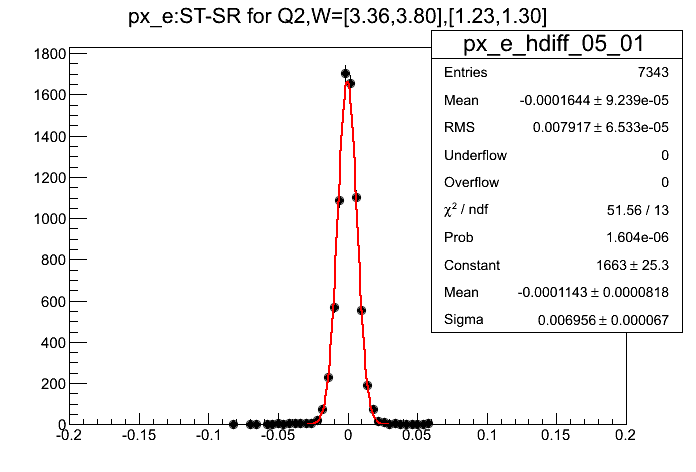 px_e:ST-SR for Q2,W=[3.36,3.80],[1.23,1.30]
px_e_hdiff_05_01
Entries 7343
Mean -0.0001644 ± 9.239e-05
RMS 0.007917 ± 6.533e-05
Underflow 0
Overflow 0
χ² / ndf 51.56 / 13
Prob 1.604e-06
Constant 1663 ± 25.3
Mean -0.0001143 ± 0.0000818
Sigma 0.006956 ± 0.000067
1800
1600
1400
1200
1000
800
600
400
200
0
-0.2 -0.15 -0.1 -0.05 0 0.05 0.1 0.15 0.2